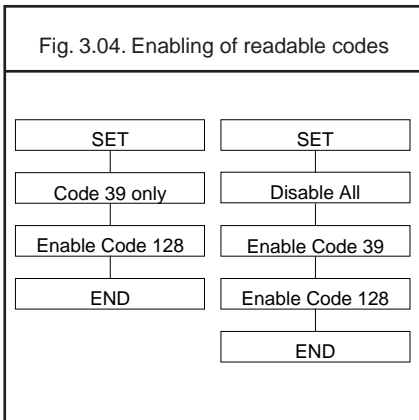 Fig. 3.04. Enabling of readable codes
SET
Code 39 only
Enable Code 128
END
SET
Disable All
Enable Code 39
Enable Code 128
END